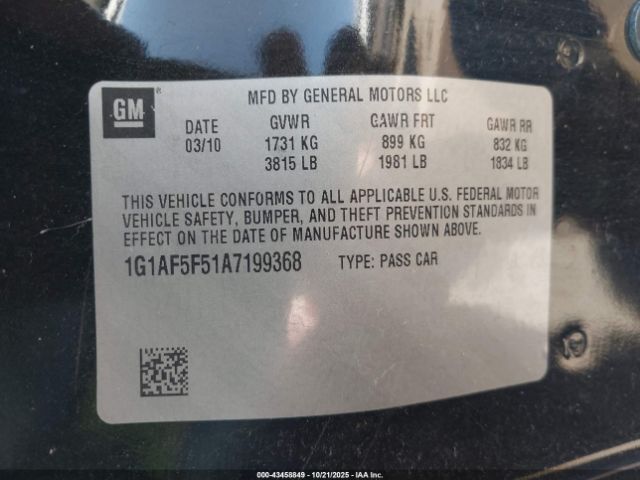 GM ®
MFD BY GENERAL MOTORS LLC
DATE GVWR GAWR FRT GAWR RR
03/10 1731 KG 899 KG 832 KG
3815 LB 1981 LB 1834 LB
THIS VEHICLE CONFORMS TO ALL APPLICABLE U.S. FEDERAL MOTOR
VEHICLE SAFETY, BUMPER, AND THEFT PREVENTION STANDARDS IN
EFFECT ON THE DATE OF MANUFACTURE SHOWN ABOVE.
1G1AF5F51A7199368 TYPE: PASS CAR
000-43458849 - 10/21/2025 - IAA, Inc.